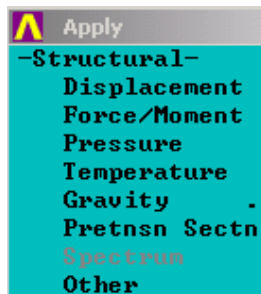 Apply
-Structural-
Displacement
Force/Moment
Pressure
Temperature
Gravity .
Pretnsn Sectn
Spectrum
Other